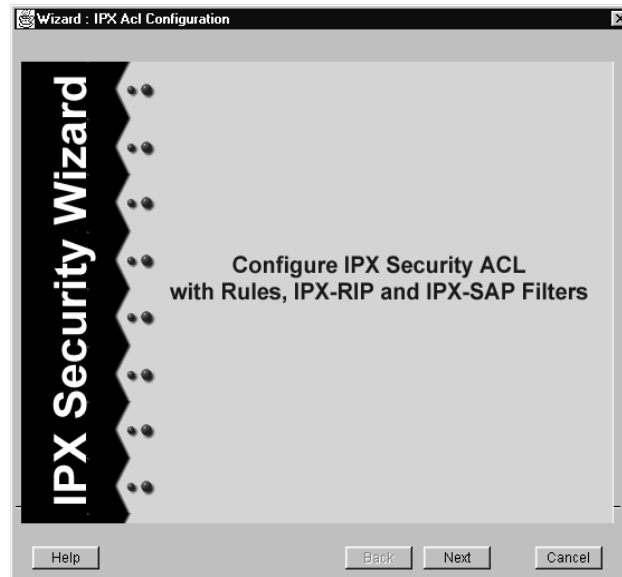 Wizard : IPX Acl Configuration
IPX Security Wizard
Configure IPX Security ACL
with Rules, IPX-RIP and IPX-SAP Filters
Help
Back
Next
Cancel